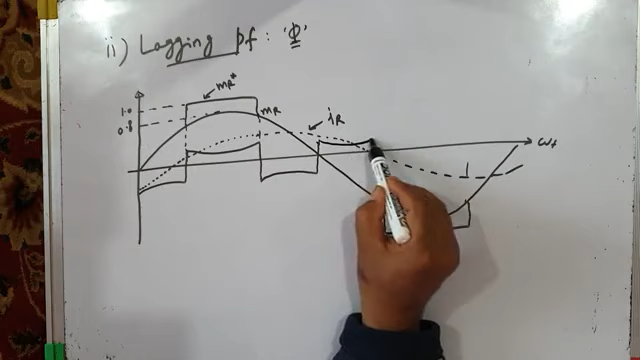 ii) Lagging pf : 'Φ'
mR*
1.0
mR
iR
0.8
ωt